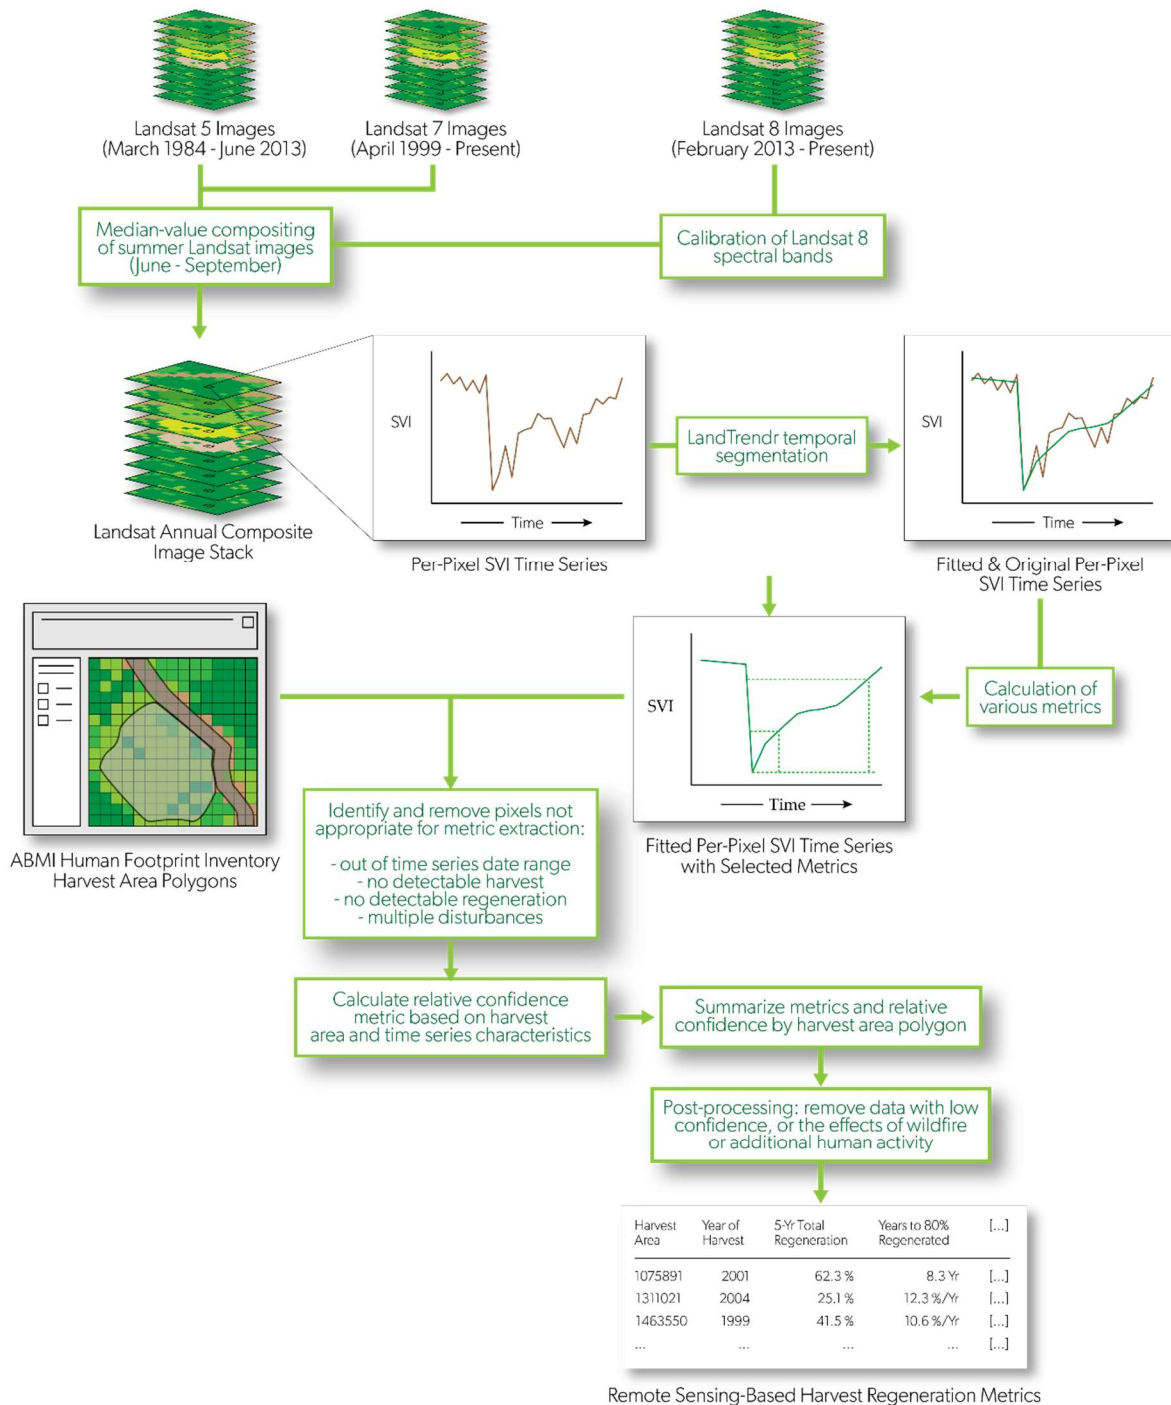 Landsat 5 Images
(March 1984 - June 2013)
Landsat 7 Images
(April 1999 - Present)
Landsat 8 Images
(February 2013 - Present)
Median-value compositing
of summer Landsat images
(June - September)
Calibration of Landsat 8
spectral bands
Landsat Annual Composite
Image Stack
SVI
Time
Per-Pixel SVI Time Series
LandTrendr temporal
segmentation
SVI
Time
Fitted & Original Per-Pixel
SVI Time Series
Calculation of
various metrics
SVI
Time
Fitted Per-Pixel SVI Time Series
with Selected Metrics
ABMI Human Footprint Inventory
Harvest Area Polygons
Identify and remove pixels not
appropriate for metric extraction:
- out of time series date range
- no detectable harvest
- no detectable regeneration
- multiple disturbances
Calculate relative confidence
metric based on harvest
area and time series characteristics
Summarize metrics and relative
confidence by harvest area polygon
Post-processing: remove data with low
confidence, or the effects of wildfire
or additional human activity
Harvest Year of 5-Yr Total Years to 80% [...]
Area Harvest Regeneration Regenerated
1075891 2001 62.3 % 8.3 Yr [...]
1311021 2004 25.1 % 12.3 %/Yr [...]
1463550 1999 41.5 % 10.6 %/Yr [...]
... ... ... ... [...]
Remote Sensing-Based Harvest Regeneration Metrics